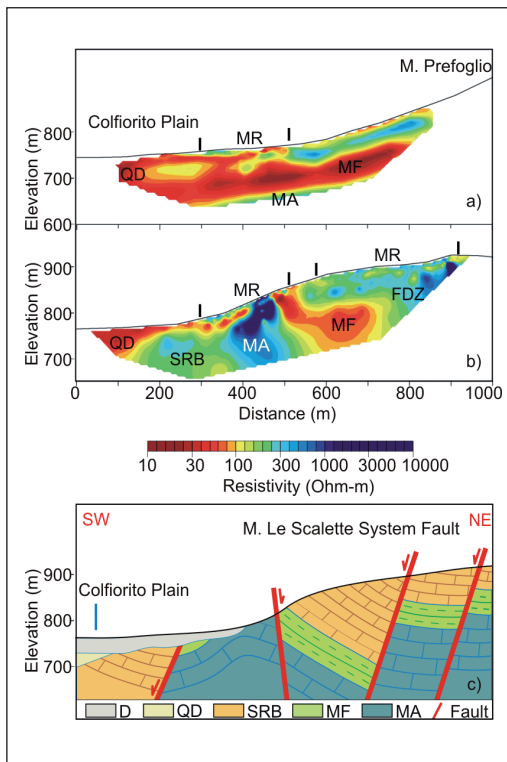 M. Prefoglio
Colfiorito Plain
MR
QD
MF
MA
a)
Elevation (m)
800
700
600
MR
MR
FDZ
QD
SRB
MA
MF
b)
Elevation (m)
900
800
700
0 200 400 600 800 1000
Distance (m)
10 30 100 300 1000 3000 10000
Resistivity (Ohm-m)
SW NE
M. Le Scalette System Fault
Colfiorito Plain
Elevation (m)
900
800
700
c)
D QD SRB MF MA Fault